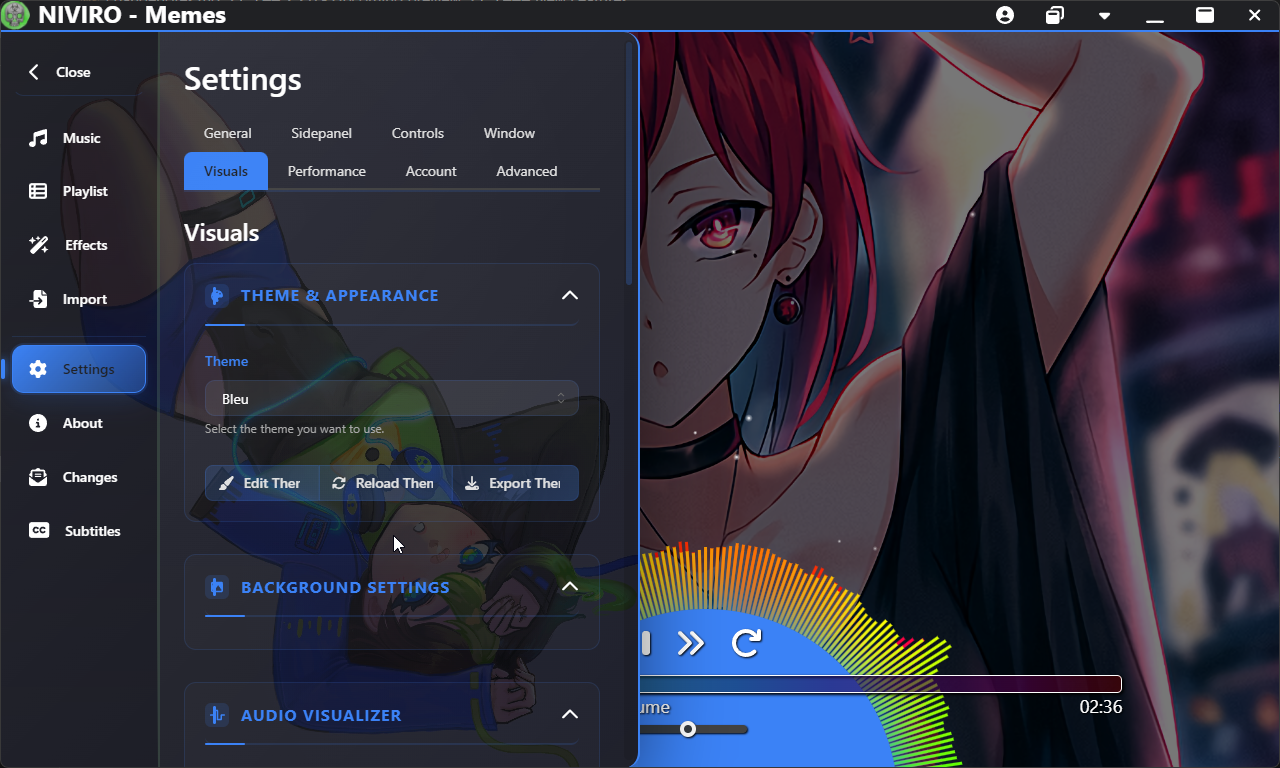 NIVIRO - Memes
Close
Music
Playlist
Effects
Import
Settings
About
Changes
CC Subtitles
Settings
General Sidepanel Controls Window
Visuals Performance Account Advanced
Visuals
THEME & APPEARANCE
Theme
Bleu
Select the theme you want to use.
Edit Ther Reload Then Export Ther
BACKGROUND SETTINGS
AUDIO VISUALIZER
ume
02:36